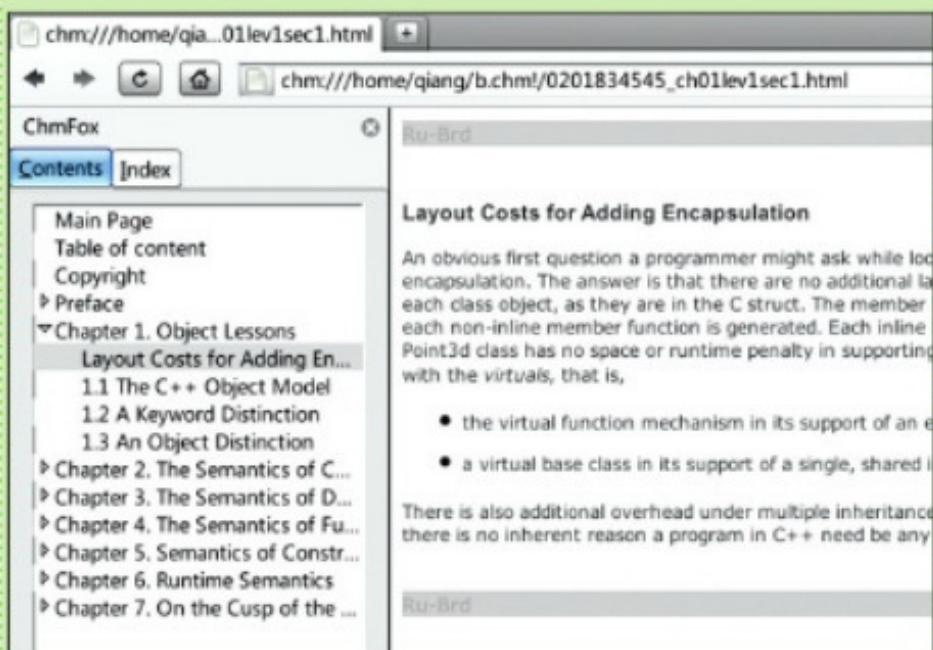 chm:///home/qia...01lev1sec1.html
chm:///home/qiang/b.chm!/0201834545_ch01lev1sec1.html
ChmFox
Contents Index
Main Page
Table of content
Copyright
Preface
Chapter 1. Object Lessons
Layout Costs for Adding En...
1.1 The C++ Object Model
1.2 A Keyword Distinction
1.3 An Object Distinction
Chapter 2. The Semantics of C...
Chapter 3. The Semantics of D...
Chapter 4. The Semantics of Fu...
Chapter 5. Semantics of Constr...
Chapter 6. Runtime Semantics
Chapter 7. On the Cusp of the ...
Ru-Brd
Layout Costs for Adding Encapsulation
An obvious first question a programmer might ask while loo
encapsulation. The answer is that there are no additional la
each class object, as they are in the C struct. The member
each non-inline member function is generated. Each inline
Point3d class has no space or runtime penalty in supporting
with the virtuals, that is,
• the virtual function mechanism in its support of an e
• a virtual base class in its support of a single, shared i
There is also additional overhead under multiple inheritance
there is no inherent reason a program in C++ need be any
Ru-Brd